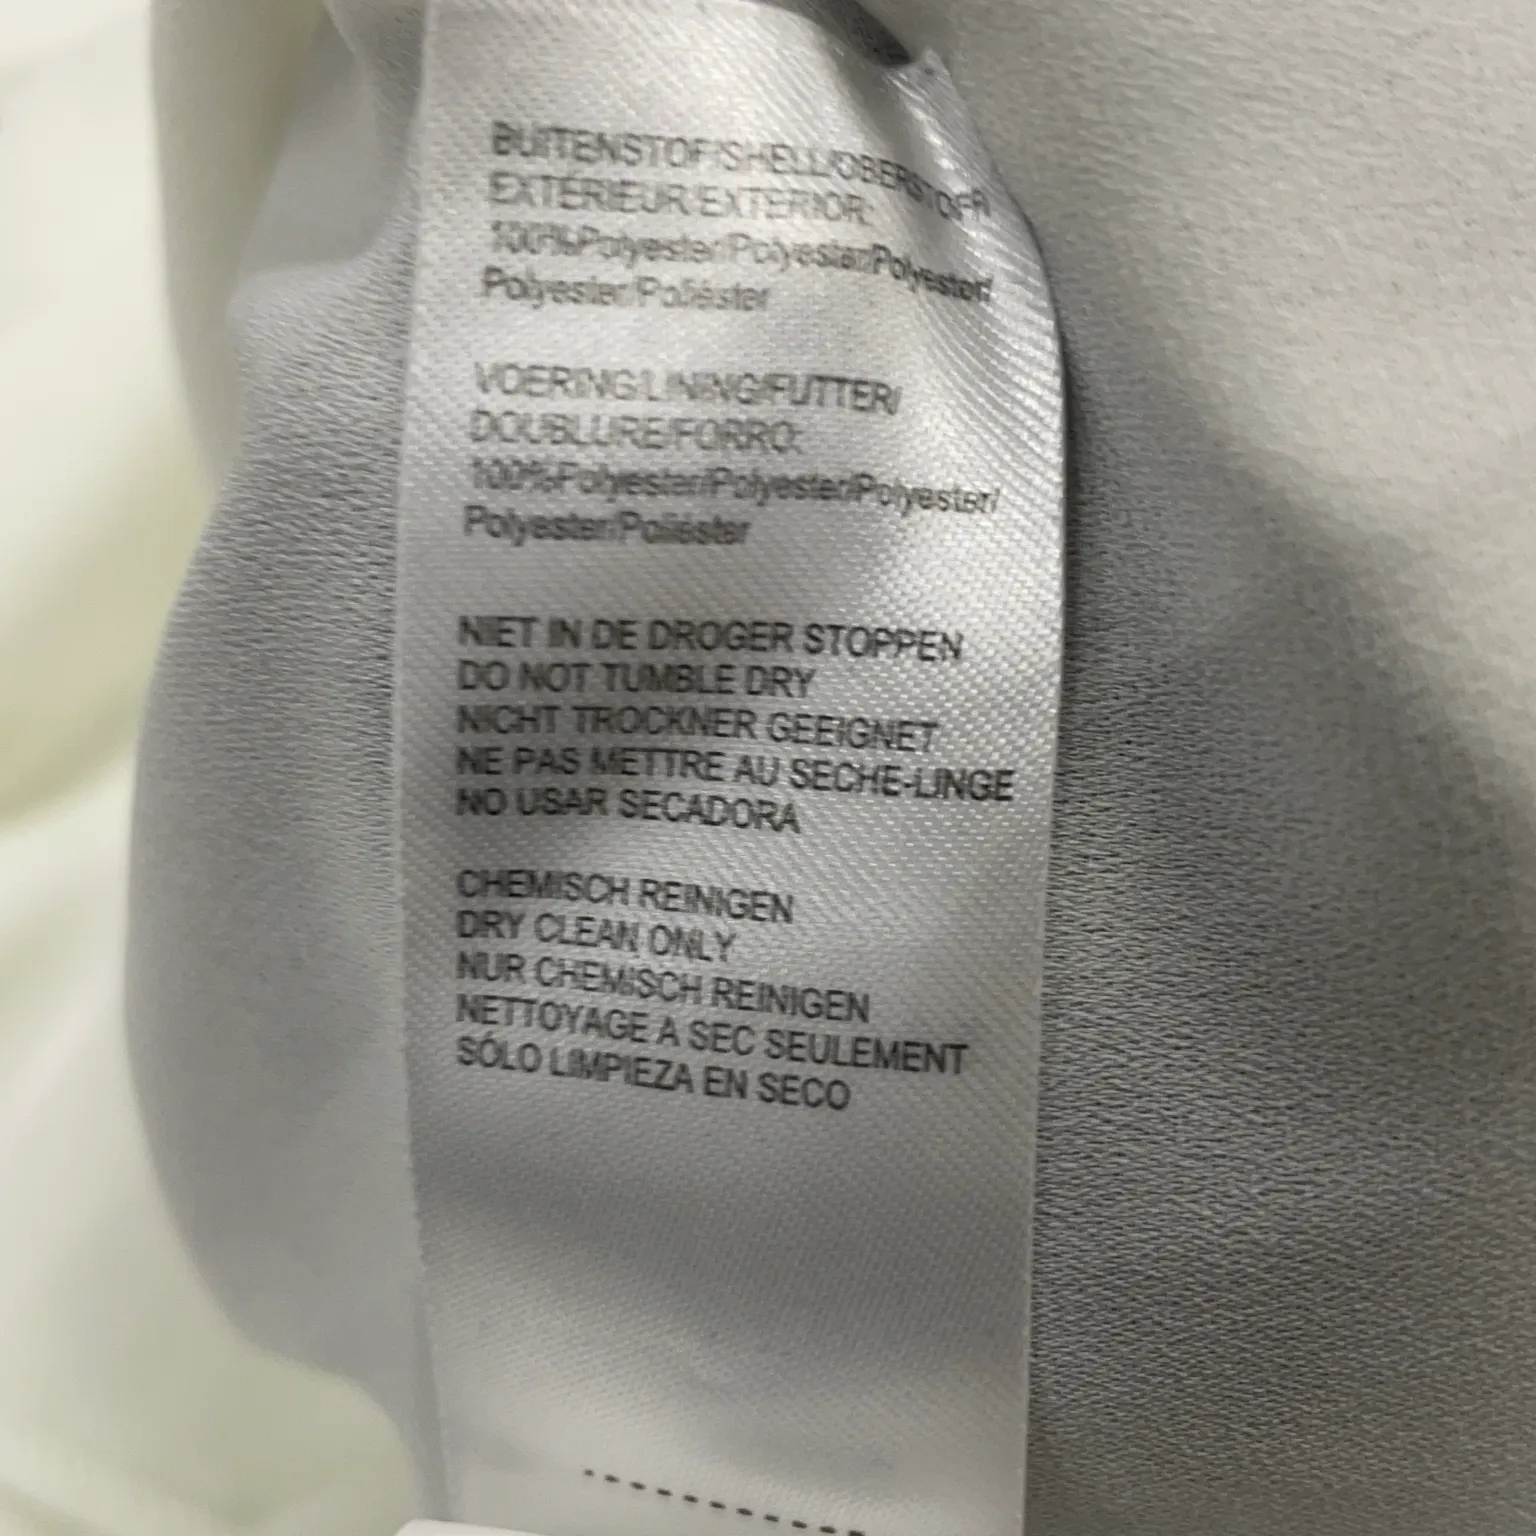 BUITENSTOF/SHELL/OBERSTOFF/
EXTÉRIEUR/EXTERIOR:
100%Polyester/Polyester/Polyester/
Polyester/Poliéster
VOERING/LINING/FUTTER/
DOUBLURE/FORRO:
100%Polyester/Polyester/Polyester/
Polyester/Poliéster
NIET IN DE DROGER STOPPEN
DO NOT TUMBLE DRY
NICHT TROCKNER GEEIGNET
NE PAS METTRE AU SECHE-LINGE
NO USAR SECADORA
CHEMISCH REINIGEN
DRY CLEAN ONLY
NUR CHEMISCH REINIGEN
NETTOYAGE A SEC SEULEMENT
SÓLO LIMPIEZA EN SECO